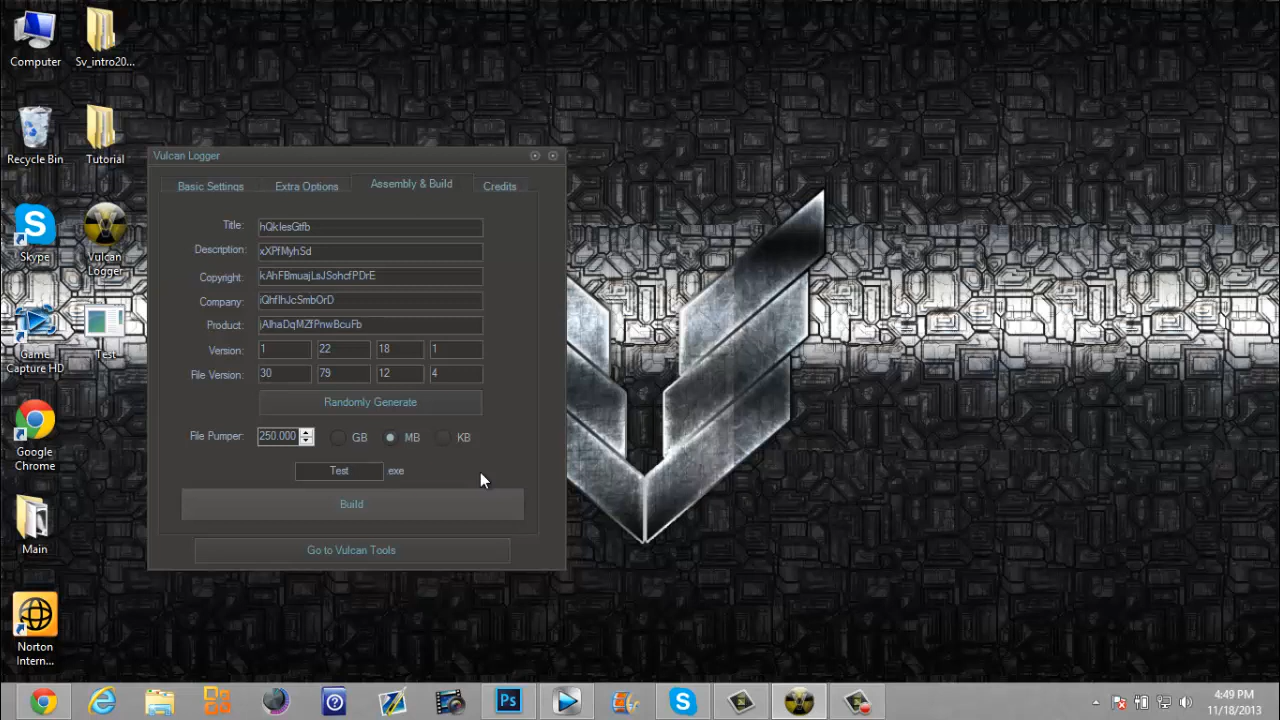 Computer
Sv_intro20...
Recycle Bin
Tutorial
Skype
Vulcan
Logger
Game
Capture HD
Test
Google
Chrome
Main
Norton
Intern...
Vulcan Logger
Basic Settings
Extra Options
Assembly & Build
Credits
Title:
hQkIesGtfb
Description:
xXPfMyhSd
Copyright:
kAhFBmuajLsJSohcfPDrE
Company:
iQhfIhJcSmbOrD
Product:
jAlhaDqMZfPnwBcuFb
Version:
1
22
18
1
File Version:
30
79
12
4
Randomly Generate
File Pumper:
250.000
GB
MB
KB
Test
exe
Build
Go to Vulcan Tools
Ps
4:49 PM
11/18/2013